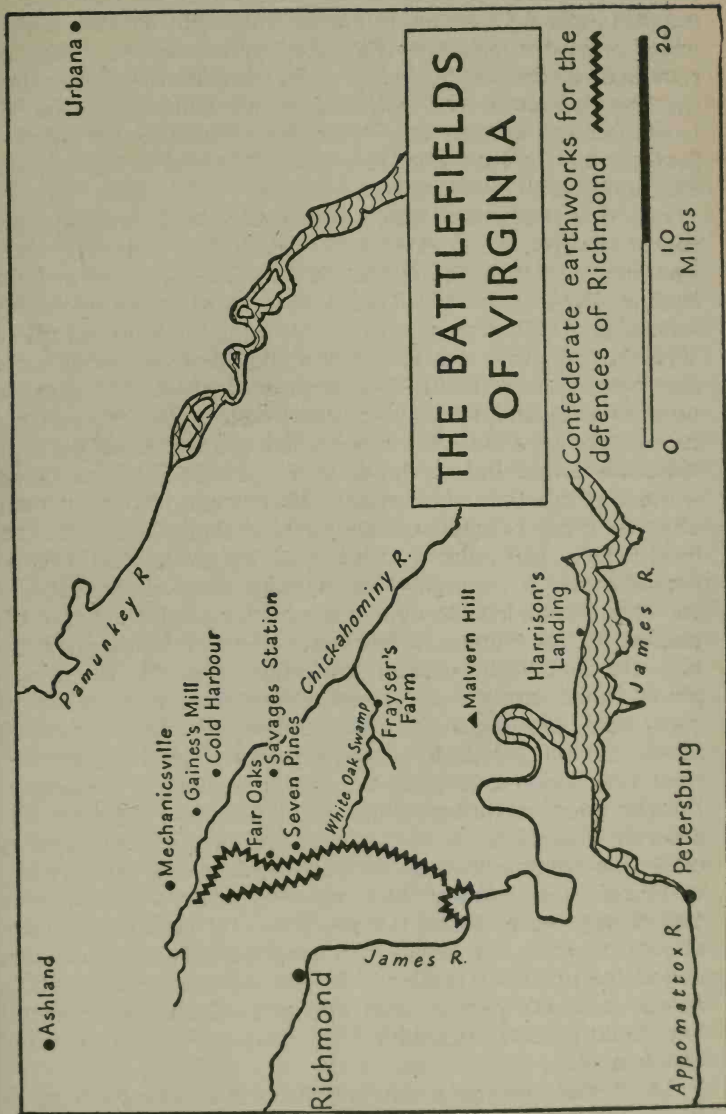 Urbana
Ashland
Pamunkey R.
Mechanicsville
Gaines's Mill
Cold Harbour
Fair Oaks
Savages Station
Seven Pines
Chickahominy R.
White Oak Swamp
Frayser's
Farm
Richmond
James R.
Malvern Hill
Harrison's
Landing
James R.
Petersburg
Appomattox R
THE BATTLEFIELDS
OF VIRGINIA
Confederate earthworks for the
defences of Richmond
0 10 20
Miles